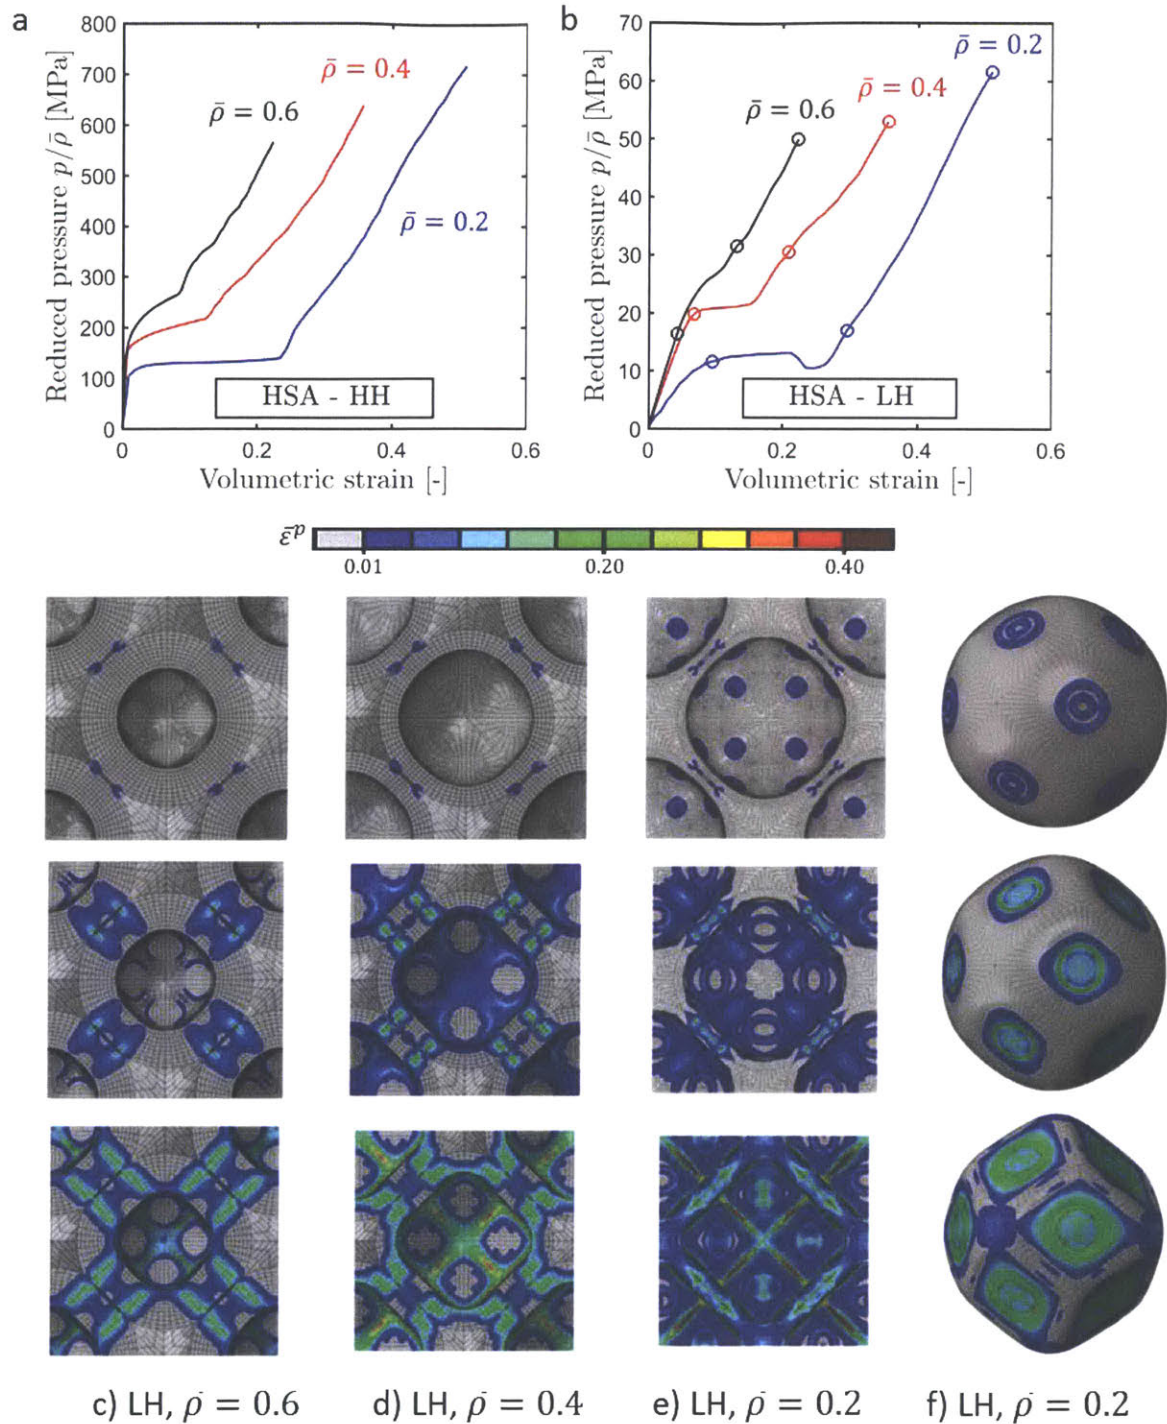 a
800
700
600
500
400
300
200
100
0
0
0.2
0.4
0.6
Reduced pressure p/ρ̄ [MPa]
Volumetric strain [-]
ρ̄ = 0.6
ρ̄ = 0.4
ρ̄ = 0.2
HSA - HH
b
70
60
50
40
30
20
10
0
0
0.2
0.4
0.6
Reduced pressure p/ρ̄ [MPa]
Volumetric strain [-]
ρ̄ = 0.6
ρ̄ = 0.4
ρ̄ = 0.2
HSA - LH
ε̄ᵖ
0.01 0.20 0.40
c) LH, ρ̄ = 0.6 d) LH, ρ̄ = 0.4 e) LH, ρ̄ = 0.2 f) LH, ρ̄ = 0.2